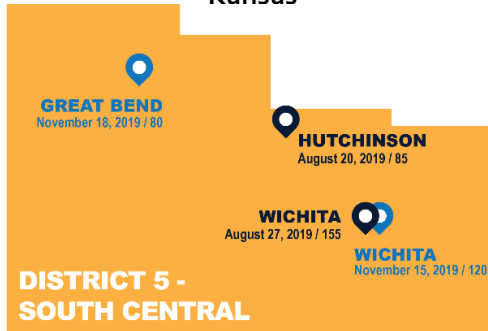 Kansas
GREAT BEND
November 18, 2019 / 80
HUTCHINSON
August 20, 2019 / 85
WICHITA
August 27, 2019 / 155
WICHITA
November 15, 2019 / 120
DISTRICT 5 -
SOUTH CENTRAL